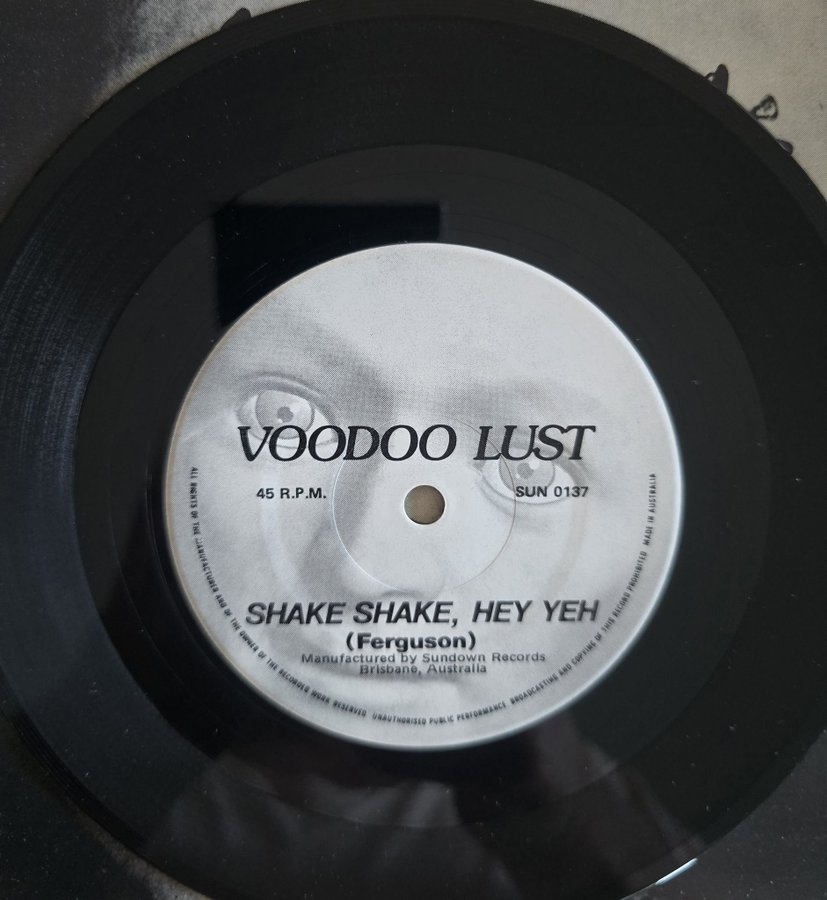 VOODOO LUST
45 R.P.M. SUN 0137
SHAKE SHAKE, HEY YEH
(Ferguson)
Manufactured by Sundown Records
Brisbane, Australia
ALL RIGHTS OF THE MANUFACTURER AND OF THE OWNER OF THE RECORDED WORK RESERVED UNAUTHORISED PUBLIC PERFORMANCE BROADCASTING AND COPYING OF THIS RECORD PROHIBITED MADE IN AUSTRALIA